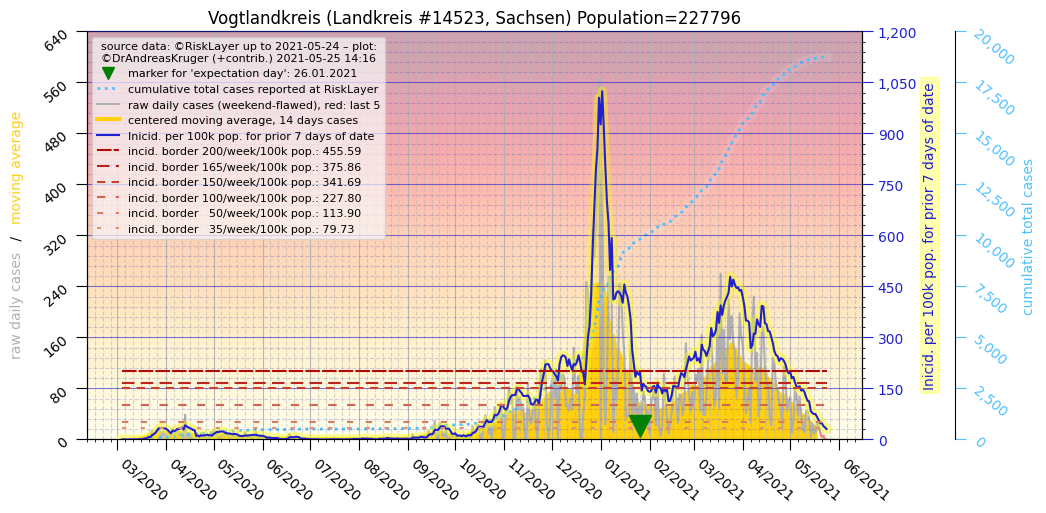 Vogtlandkreis (Landkreis #14523, Sachsen) Population=227796
source data: ©RiskLayer up to 2021-05-24 – plot:
©DrAndreasKruger (+contrib.) 2021-05-25 14:16
marker for 'expectation day': 26.01.2021
cumulative total cases reported at RiskLayer
raw daily cases (weekend-flawed), red: last 5
centered moving average, 14 days cases
Inicid. per 100k pop. for prior 7 days of date
incid. border 200/week/100k pop.: 455.59
incid. border 165/week/100k pop.: 375.86
incid. border 150/week/100k pop.: 341.69
incid. border 100/week/100k pop.: 227.80
incid. border 50/week/100k pop.: 113.90
incid. border 35/week/100k pop.: 79.73
raw daily cases / moving average
640
560
480
400
320
240
160
80
0
03/2020
04/2020
05/2020
06/2020
07/2020
08/2020
09/2020
10/2020
11/2020
12/2020
01/2021
02/2021
03/2021
04/2021
05/2021
06/2021
1,200
1,050
900
750
600
450
300
150
0
Inicid. per 100k pop. for prior 7 days of date
20,000
17,500
15,000
12,500
10,000
7,500
5,000
2,500
0
cumulative total cases